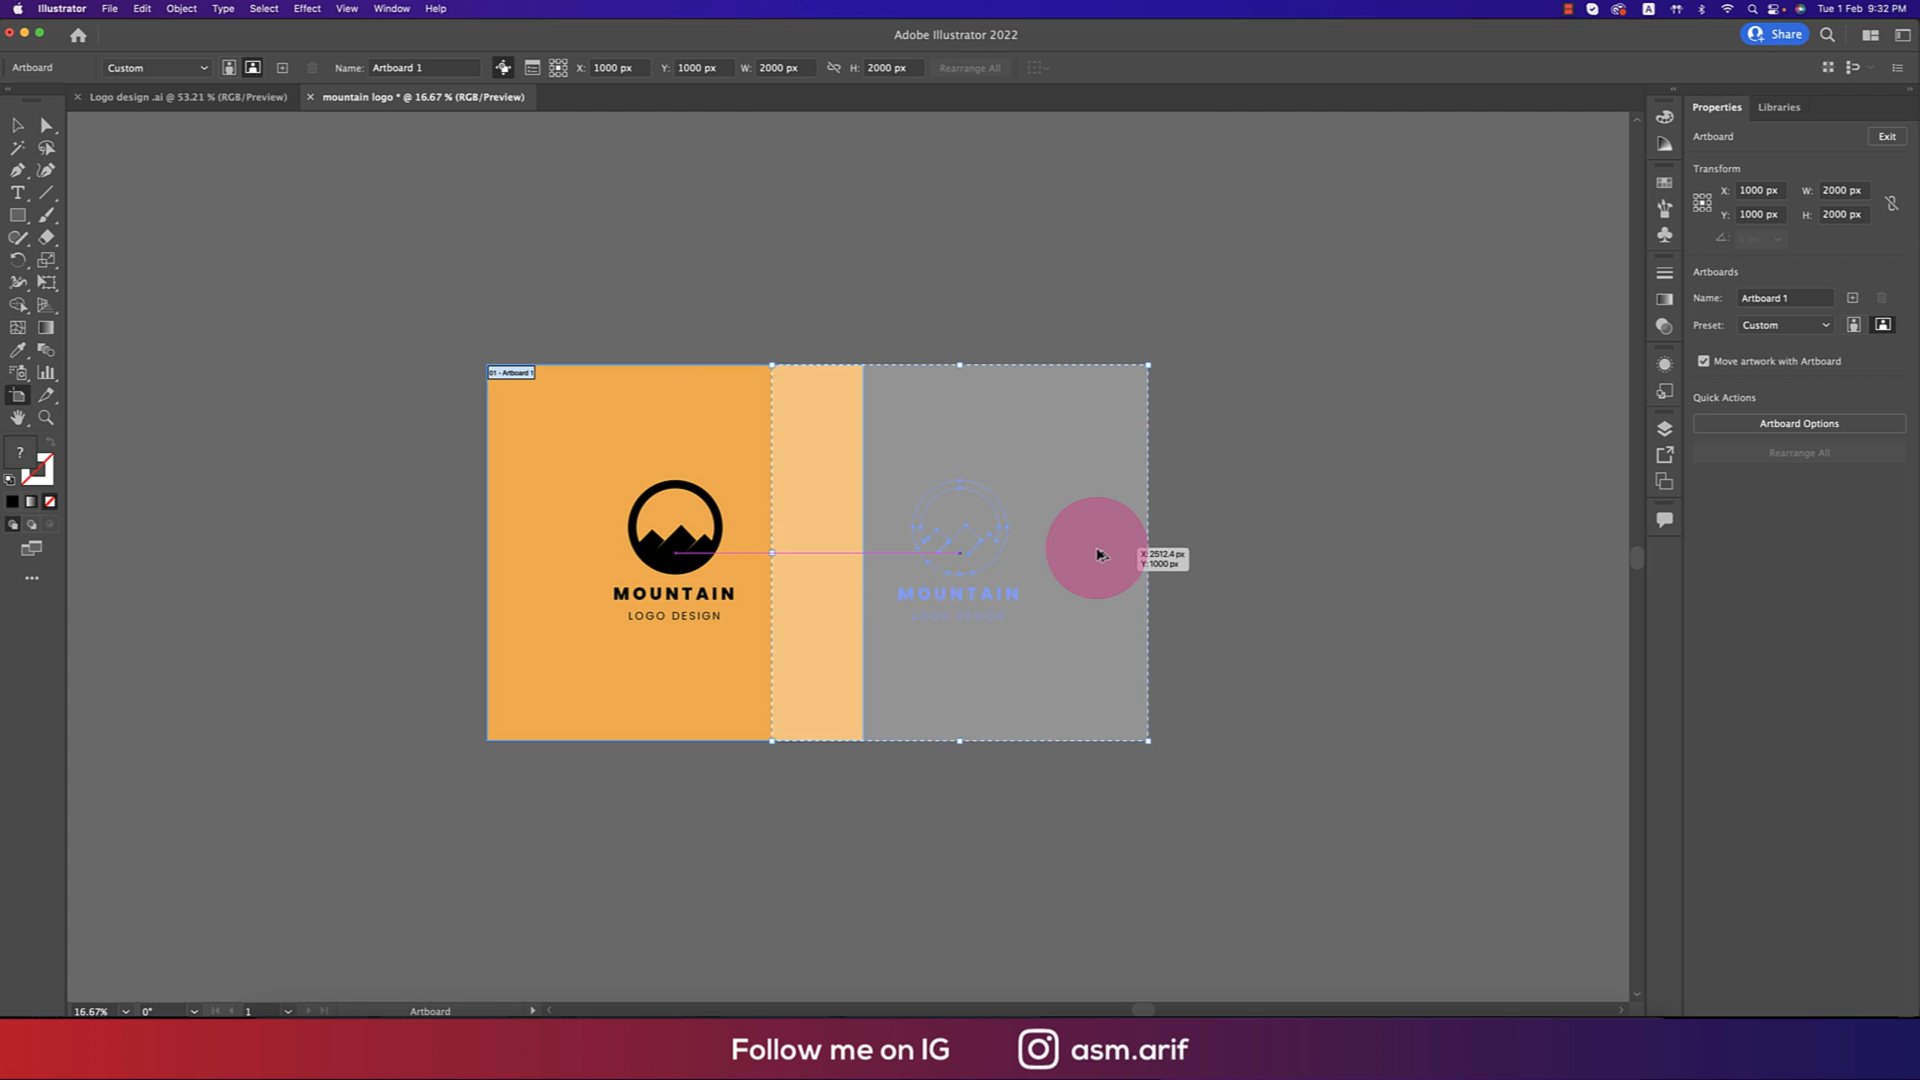 Illustrator File Edit Object Type Select Effect View Window Help
A
Tue 1 Feb 9:32 PM
Adobe Illustrator 2022
Share
Artboard Custom Name: Artboard 1 X: 1000 px Y: 1000 px W: 2000 px H: 2000 px Rearrange All
Logo design .ai @ 53.21 % (RGB/Preview)
mountain logo * @ 16.67 % (RGB/Preview)
Properties Libraries
Artboard Exit
Transform
X: 1000 px W: 2000 px
Y: 1000 px H: 2000 px
0 px
Artboards
Name: Artboard 1
Preset: Custom
Move artwork with Artboard
Quick Actions
Artboard Options
Rearrange All
01 - Artboard 1
MOUNTAIN
LOGO DESIGN
MOUNTAIN
LOGO DESIGN
X: 2512.4 px
Y: 1000 px
?
16.67% 0° 1 Artboard
Follow me on IG asm.arif